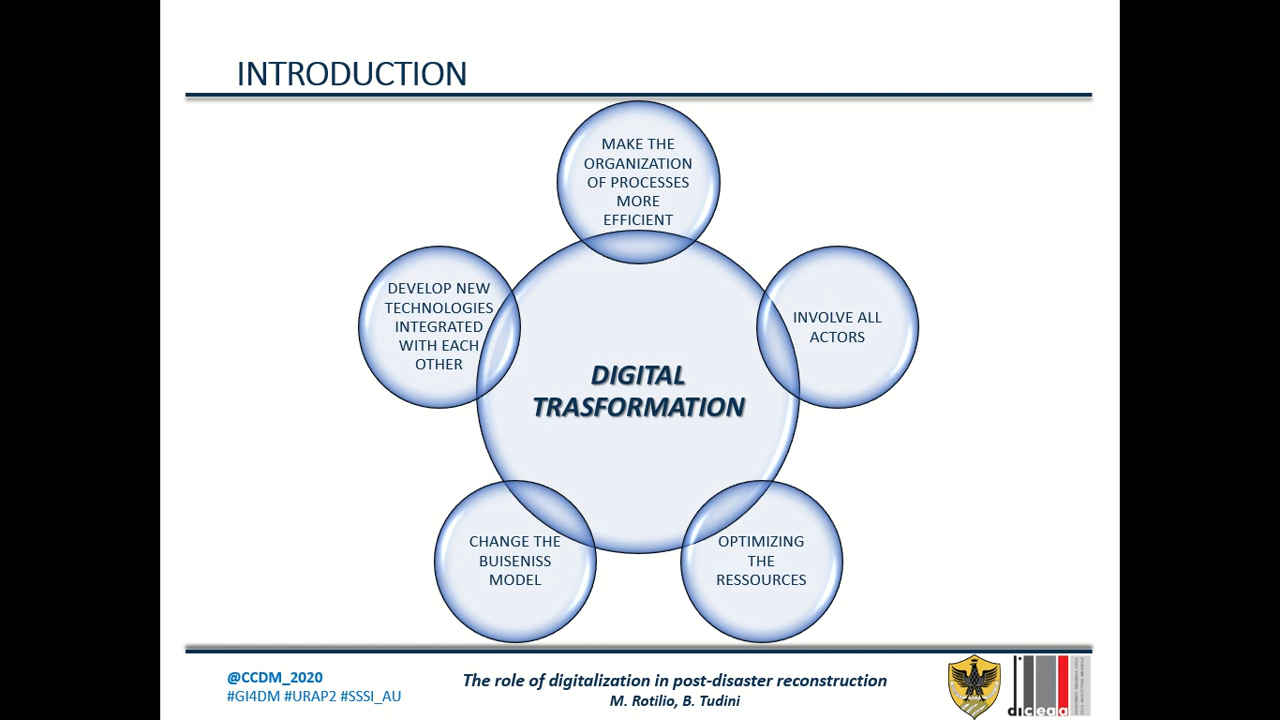 INTRODUCTION
MAKE THE
ORGANIZATION
OF PROCESSES
MORE
EFFICIENT
INVOLVE ALL
ACTORS
OPTIMIZING
THE
RESSOURCES
CHANGE THE
BUISENISS
MODEL
DEVELOP NEW
TECHNOLOGIES
INTEGRATED
WITH EACH
OTHER
DIGITAL
TRASFORMATION
@CCDM_2020
#GI4DM #URAP2 #SSSI_AU
The role of digitalization in post-disaster reconstruction
M. Rotilio, B. Tudini
diceaa